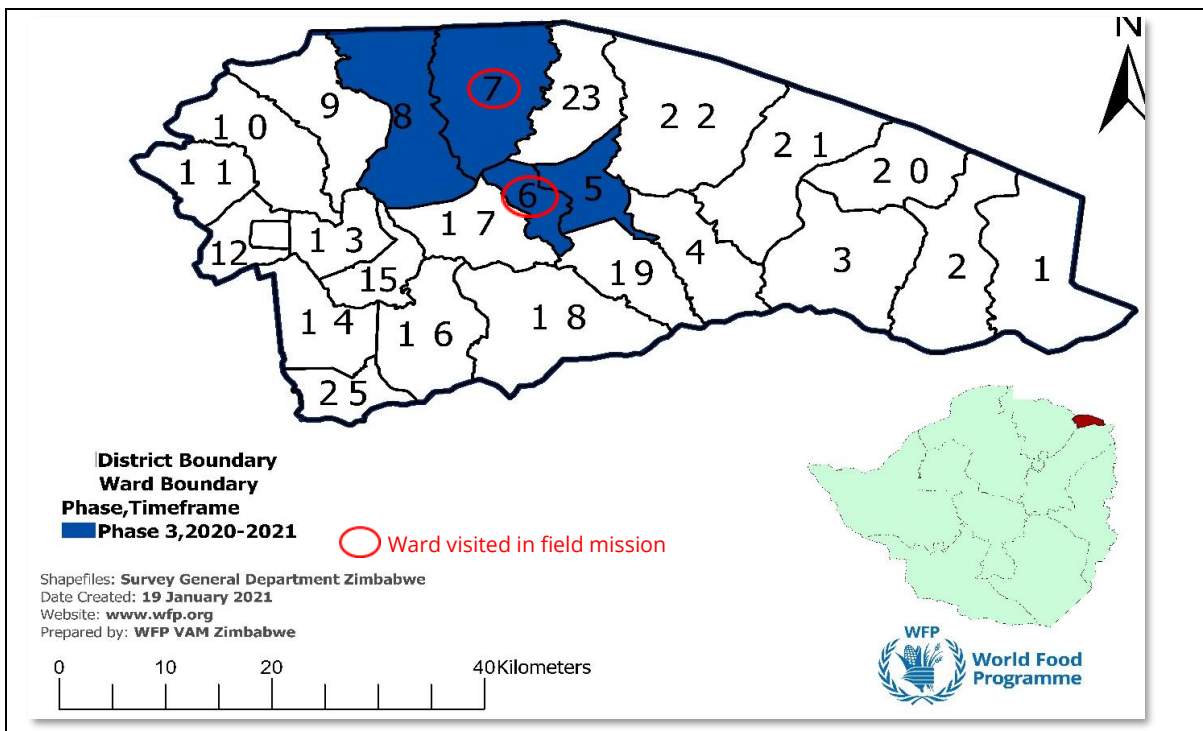 N
7
23
8
9
2 2
1 0
2 1
1 1
2 0
6
5
1 7
1 3
12
4
3
2
1
19
15
1 4
1 6
1 8
2 5
District Boundary
Ward Boundary
Phase,Timeframe
Phase 3,2020-2021
Ward visited in field mission
Shapefiles: Survey General Department Zimbabwe
Date Created: 19 January 2021
Website: www.wfp.org
Prepared by: WFP VAM Zimbabwe
0 10 20 40Kilometers
WFP
World Food
Programme